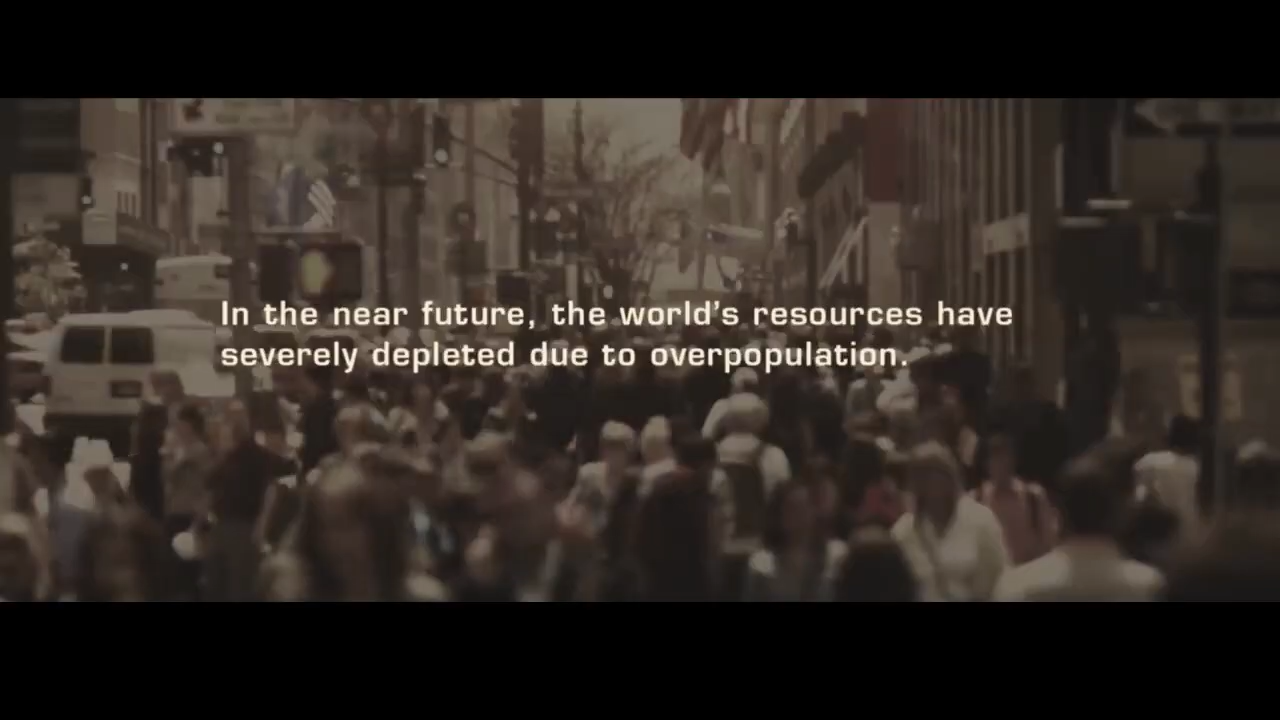 In the near future, the world's resources have
severely depleted due to overpopulation.